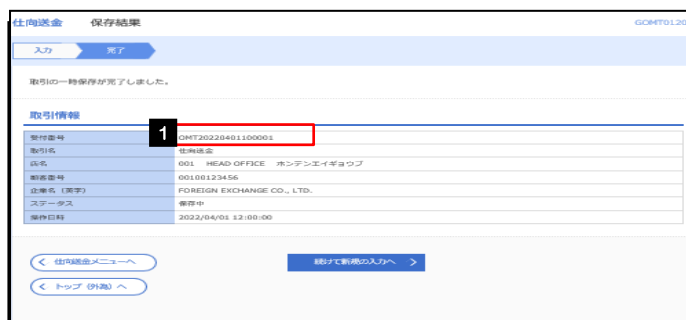 仕向送金 保存結果 GOMT0120
入力 完了
取引の一時保存が完了しました。
取引情報
受付番号 1 OMT20220401100001
取引名 仕向送金
店名 001 HEAD OFFICE ホンテンエイギョウブ
顧客番号 00100123456
企業名（英字） FOREIGN EXCHANGE CO., LTD.
ステータス 保存中
操作日時 2022/04/01 12:00:00
仕向送金メニューへ 続けて新規の入力へ
トップ（外為）へ